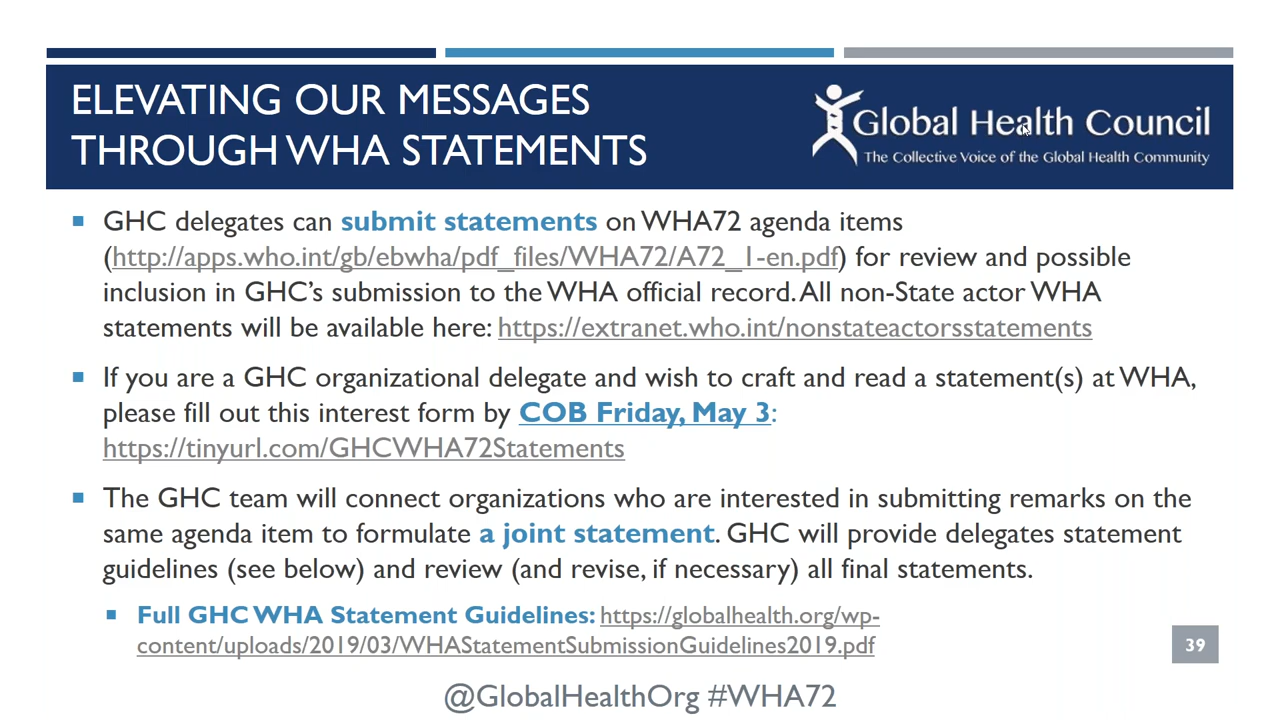 ELEVATING OUR MESSAGES
THROUGH WHA STATEMENTS
Global Health Council
The Collective Voice of the Global Health Community
GHC delegates can submit statements on WHA72 agenda items
(http://apps.who.int/gb/ebwha/pdf_files/WHA72/A72_1-en.pdf) for review and possible
inclusion in GHC’s submission to the WHA official record. All non-State actor WHA
statements will be available here: https://extranet.who.int/nonstateactorsstatements
If you are a GHC organizational delegate and wish to craft and read a statement(s) at WHA,
please fill out this interest form by COB Friday, May 3:
https://tinyurl.com/GHCWHA72Statements
The GHC team will connect organizations who are interested in submitting remarks on the
same agenda item to formulate a joint statement. GHC will provide delegates statement
guidelines (see below) and review (and revise, if necessary) all final statements.
Full GHC WHA Statement Guidelines: https://globalhealth.org/wp-
content/uploads/2019/03/WHAStatementSubmissionGuidelines2019.pdf
39
@GlobalHealthOrg #WHA72